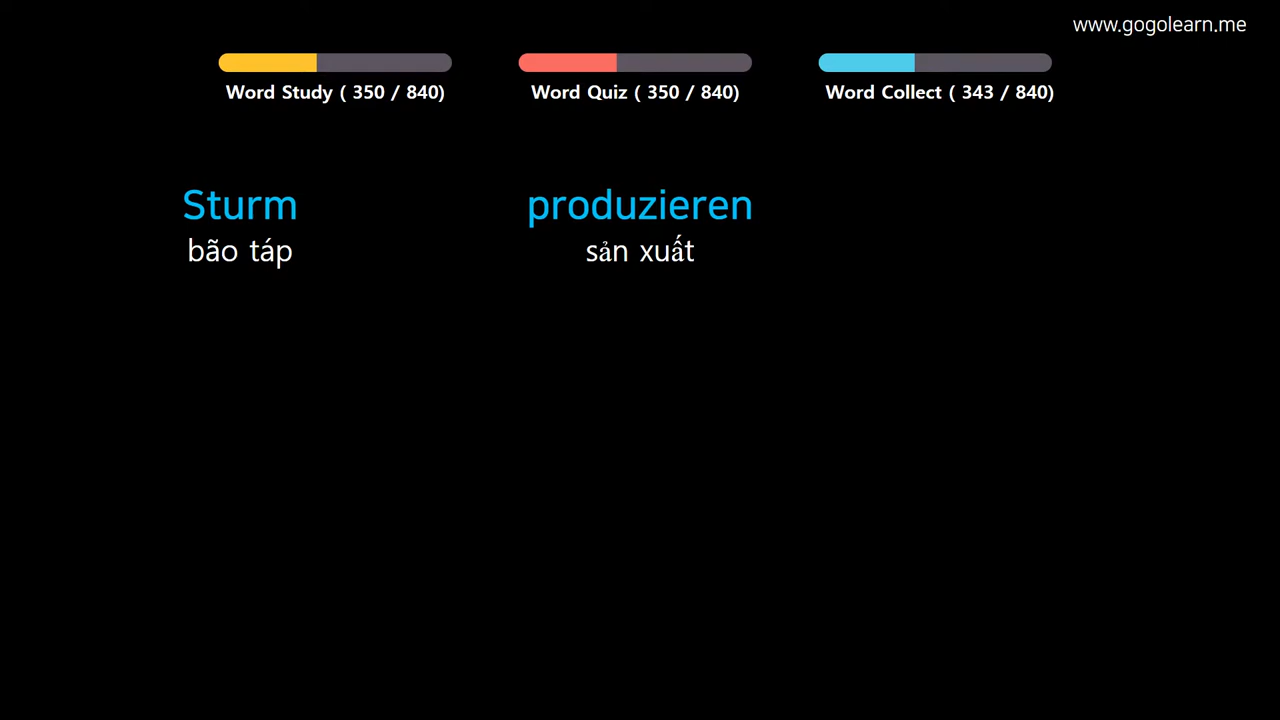 www.gogolearn.me
Word Study ( 350 / 840)
Word Quiz ( 350 / 840)
Word Collect ( 343 / 840)
Sturm
bão táp
produzieren
sản xuất